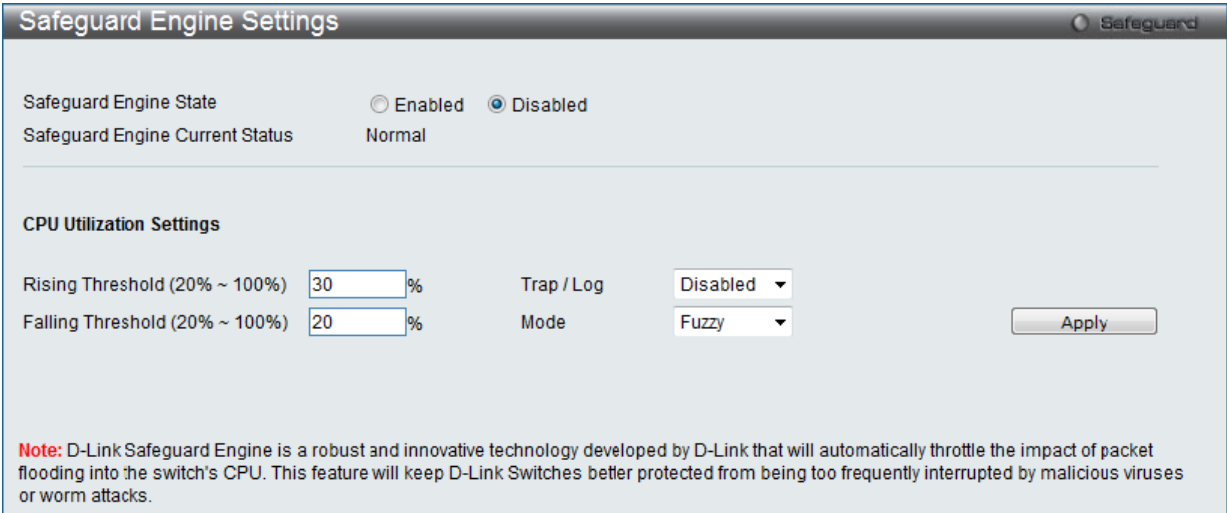 Safeguard Engine Settings
Safeguard
Safeguard Engine State Enabled Disabled
Safeguard Engine Current Status Normal
CPU Utilization Settings
Rising Threshold (20% ~ 100%) 30 % Trap / Log Disabled
Falling Threshold (20% ~ 100%) 20 % Mode Fuzzy Apply
Note: D-Link Safeguard Engine is a robust and innovative technology developed by D-Link that will automatically throttle the impact of packet
flooding into the switch's CPU. This feature will keep D-Link Switches better protected from being too frequently interrupted by malicious viruses
or worm attacks.